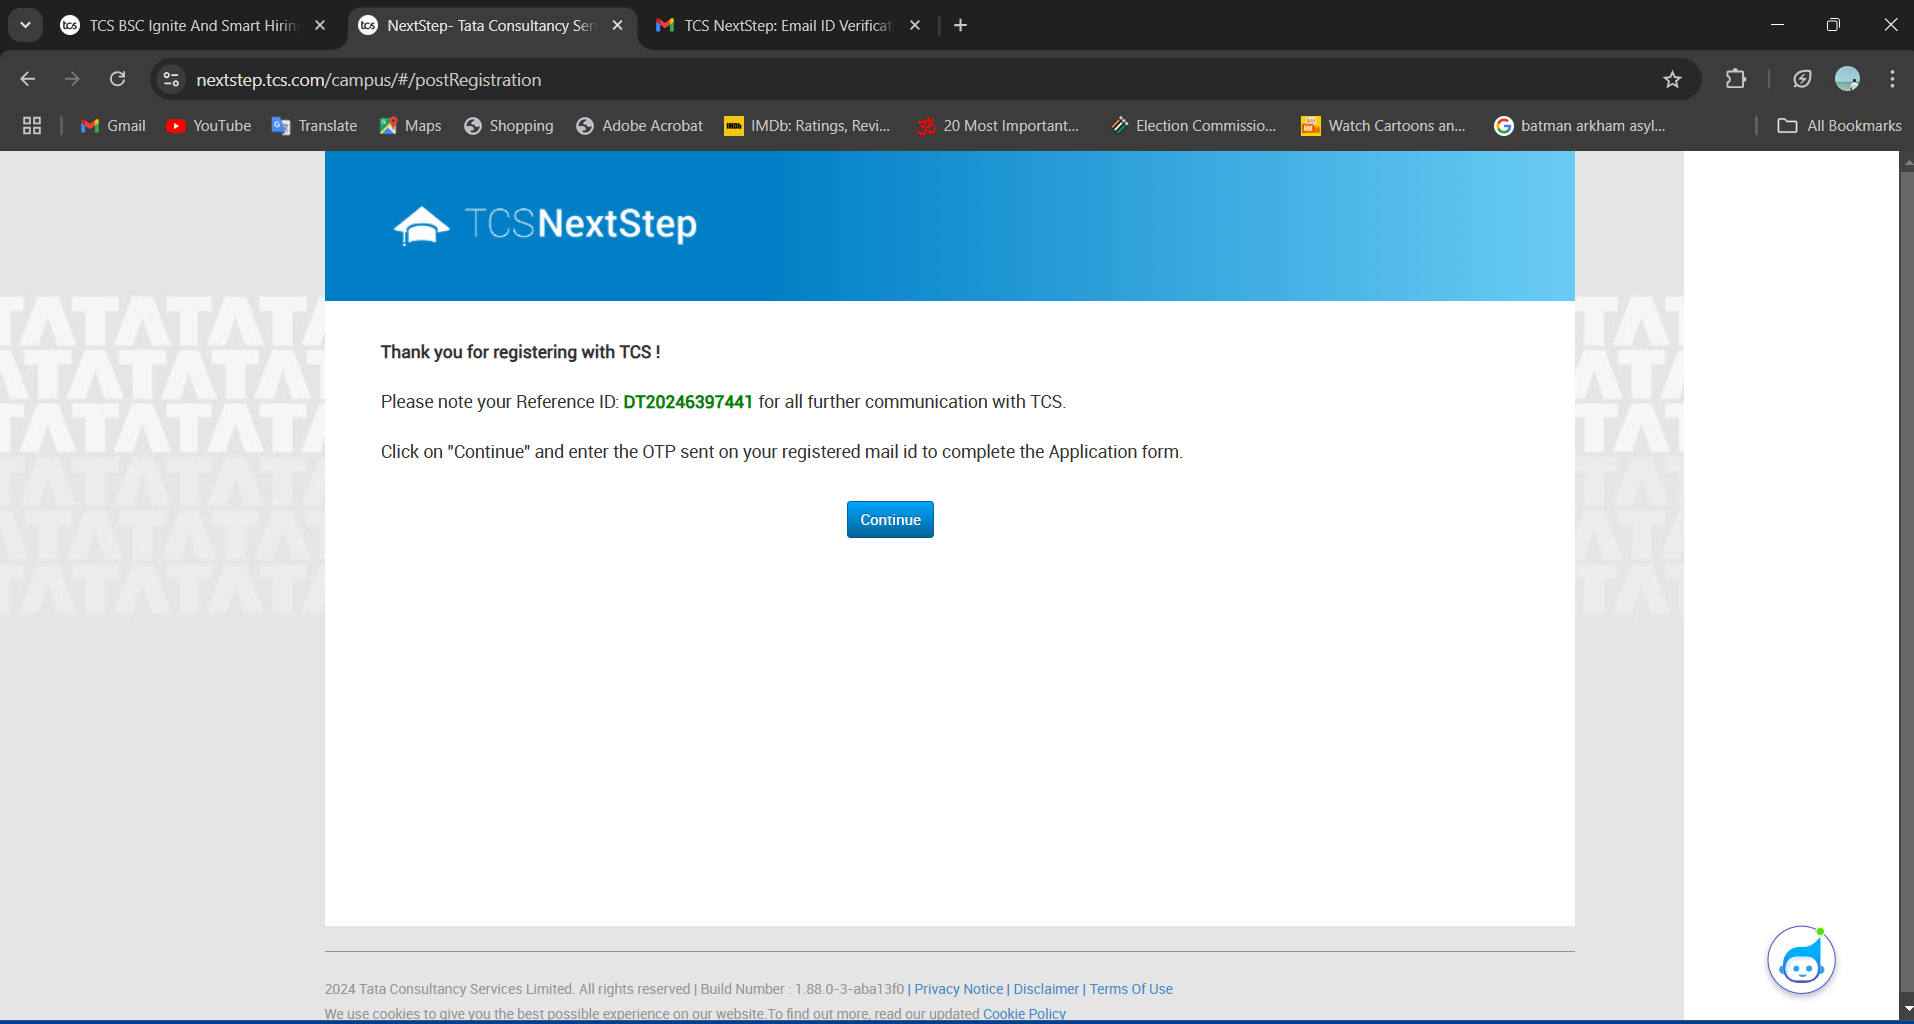 tcs TCS BSC Ignite And Smart Hirin
tcs NextStep- Tata Consultancy Ser
TCS NextStep: Email ID Verificat
nextstep.tcs.com/campus/#/postRegistration
Gmail YouTube Translate Maps Shopping Adobe Acrobat IMDb IMDb: Ratings, Revi... 20 Most Important... Election Commissio... Watch Cartoons an... batman arkham asyl... All Bookmarks
TCSNextStep
Thank you for registering with TCS !
Please note your Reference ID: DT20246397441 for all further communication with TCS.
Click on "Continue" and enter the OTP sent on your registered mail id to complete the Application form.
Continue
2024 Tata Consultancy Services Limited. All rights reserved | Build Number : 1.88.0-3-aba13f0 | Privacy Notice | Disclaimer | Terms Of Use
We use cookies to give you the best possible experience on our website.To find out more, read our updated Cookie Policy